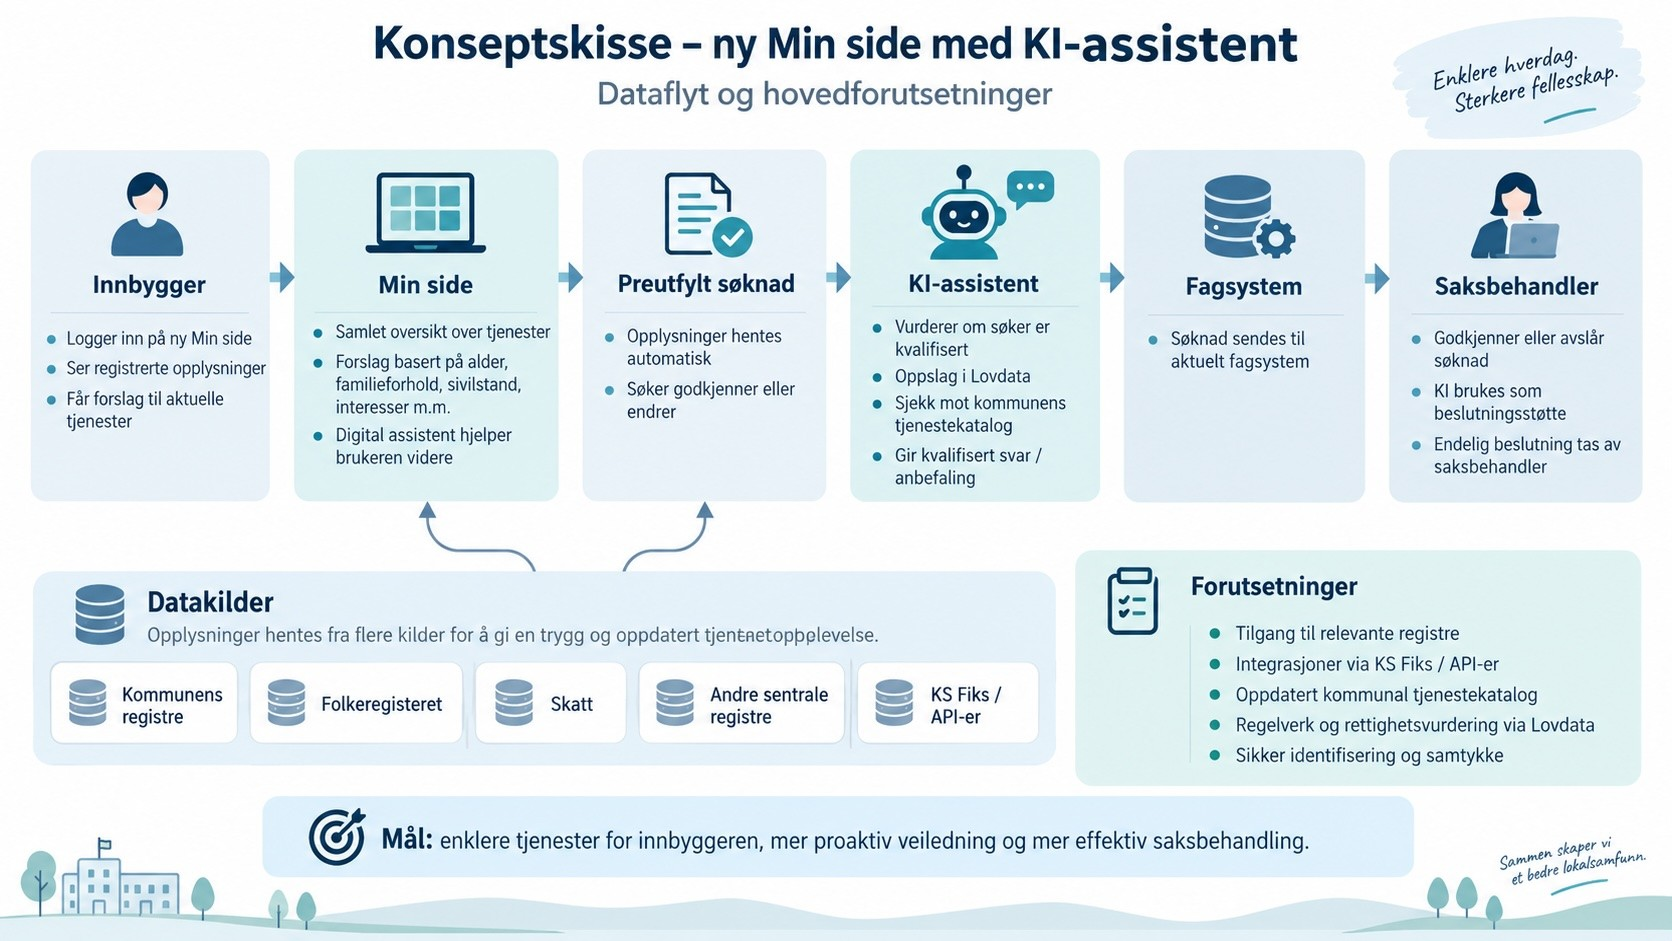 Konseptskisse – ny Min side med KI-assistent
Dataflyt og hovedforutsetninger
Enklere hverdag.
Sterkere fellesskap.
Innbygger
Logger inn på ny Min side
Ser registrerte opplysninger
Får forslag til aktuelle
tjenester
Min side
Samlet oversikt over tjenester
Forslag basert på alder,
familieforhold, sivilstand,
interesser m.m.
Digital assistent hjelper
brukeren videre
Preutfylt søknad
Opplysninger hentes
automatisk
Søker godkjenner eller
endrer
KI-assistent
Vurderer om søker er
kvalifisert
Oppslag i Lovdata
Sjekk mot kommunens
tjenestekatalog
Gir kvalifisert svar /
anbefaling
Fagsystem
Søknad sendes til
aktuelt fagsystem
Saksbehandler
Godkjenner eller avslår
søknad
KI brukes som
beslutningsstøtte
Endelig beslutning tas av
saksbehandler
Datakilder
Opplysninger hentes fra flere kilder for å gi en trygg og oppdatert
Kommunens
registre
Folkeregisteret
Skatt
Andre sentrale
registre
KS Fiks /
API-er
Forutsetninger
Tilgang til relevante registre
Integrasjoner via KS Fiks / API-er
Oppdatert kommunal tjenestekatalog
Regelverk og rettighetsvurdering via Lovdata
Sikker identifisering og samtykke
Mål: enklere tjenester for innbyggeren, mer proaktiv veiledning og mer effektiv saksbehandling.
Sammen skaper vi
et bedre lokalsamfunn.